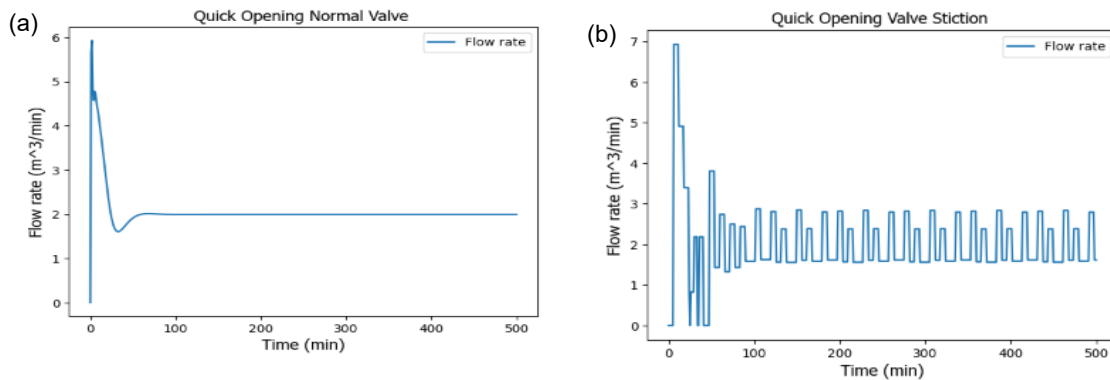 (a)
Quick Opening Normal Valve
Flow rate
Flow rate (m^3/min)
6
5
4
3
2
1
0
0 100 200 300 400 500
Time (min)
(b)
Quick Opening Valve Stiction
Flow rate
Flow rate (m^3/min)
7
6
5
4
3
2
1
0
0 100 200 300 400 500
Time (min)